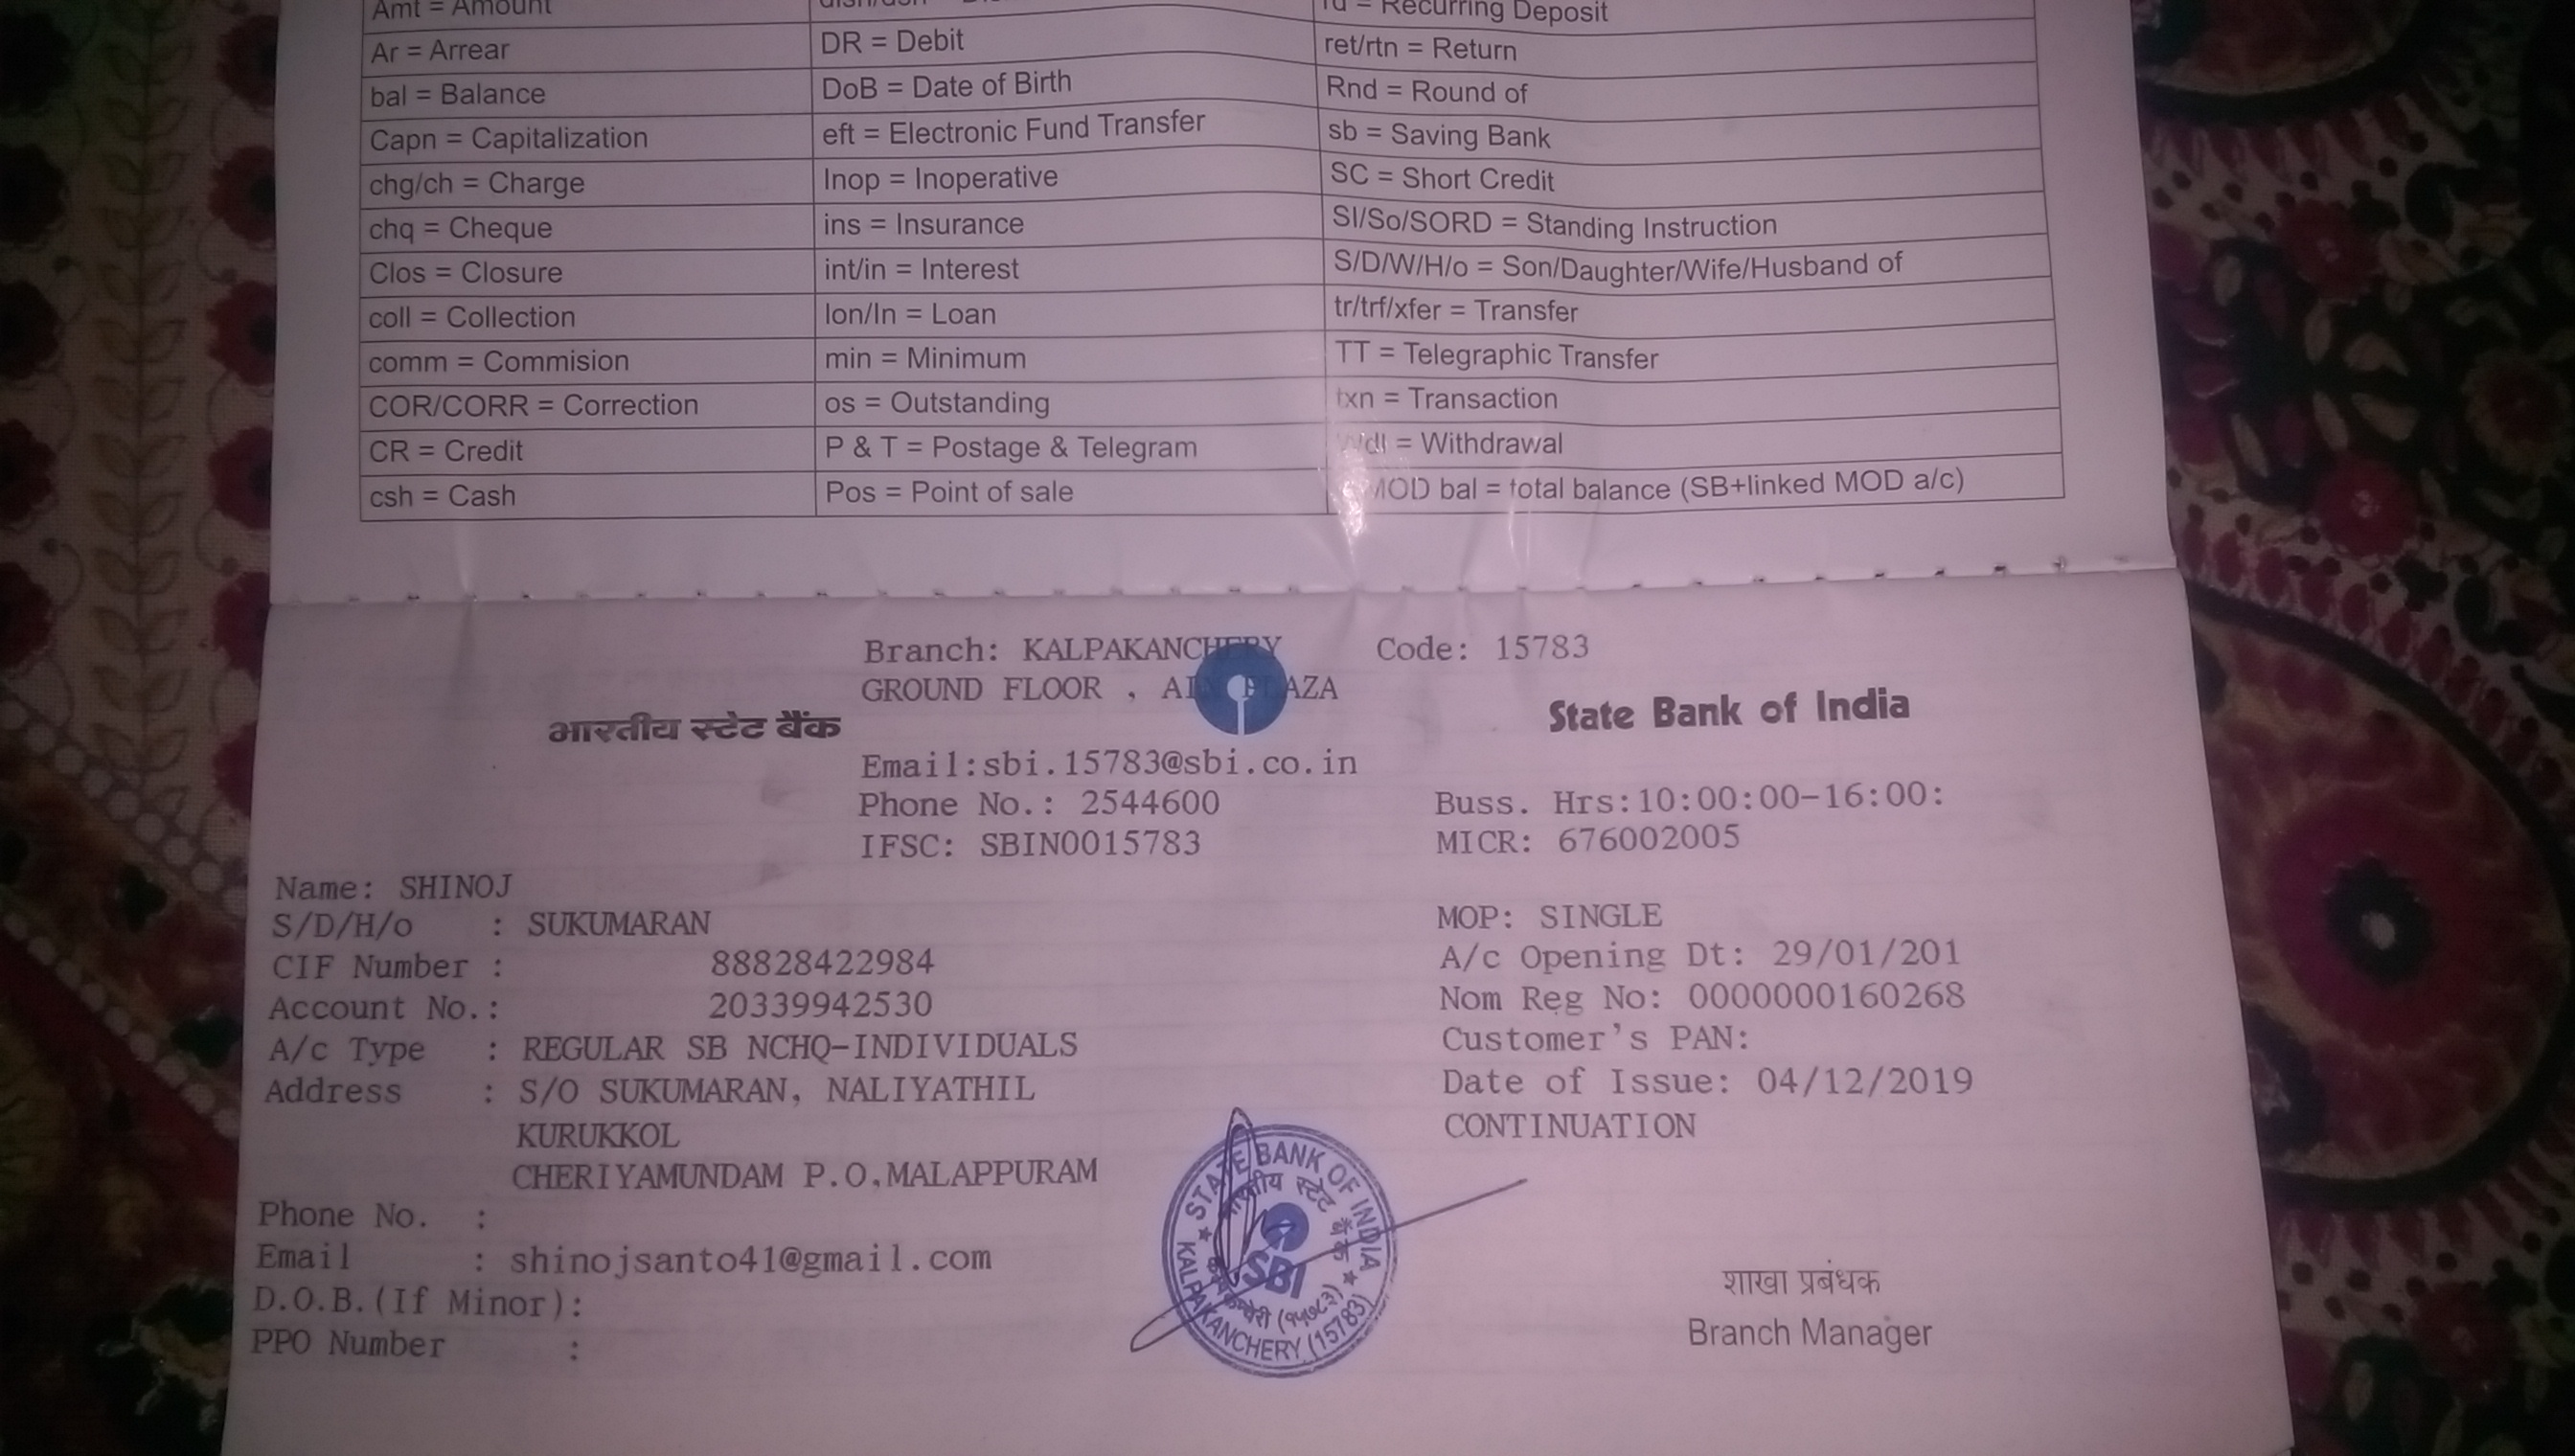 Amt = Amount
rd = Recurring Deposit
Ar = Arrear
DR = Debit
ret/rtn = Return
bal = Balance
DoB = Date of Birth
Rnd = Round of
Capn = Capitalization
eft = Electronic Fund Transfer
sb = Saving Bank
chg/ch = Charge
Inop = Inoperative
SC = Short Credit
chq = Cheque
ins = Insurance
SI/So/SORD = Standing Instruction
Clos = Closure
int/in = Interest
S/D/W/H/o = Son/Daughter/Wife/Husband of
coll = Collection
lon/ln = Loan
tr/trf/xfer = Transfer
comm = Commision
min = Minimum
TT = Telegraphic Transfer
COR/CORR = Correction
os = Outstanding
txn = Transaction
CR = Credit
P & T = Postage & Telegram
Wdl = Withdrawal
csh = Cash
Pos = Point of sale
MOD bal = total balance (SB+linked MOD a/c)
Branch: KALPAKANCHERY Code: 15783
GROUND FLOOR , PLAZA
भारतीय स्टेट बैंक
State Bank of India
Email:sbi.15783@sbi.co.in
Phone No.: 2544600
Buss. Hrs:10:00:00-16:00:
IFSC: SBIN0015783
MICR: 676002005
Name: SHINOJ
S/D/H/o : SUKUMARAN
MOP: SINGLE
CIF Number : 88828422984
A/c Opening Dt: 29/01/201
Account No.: 20339942530
Nom Reg No: 0000000160268
A/c Type : REGULAR SB NCHQ-INDIVIDUALS
Customer's PAN:
Address : S/O SUKUMARAN, NALIYATHIL
Date of Issue: 04/12/2019
KURUKKOL
CONTINUATION
CHERIYAMUNDAM P.O,MALAPPURAM
Phone No. :
Email : shinojsanto41@gmail.com
D.O.B.(If Minor):
PPO Number :
STATE BANK OF INDIA
भारतीय स्टेट बैंक
SBI
(१५७८३)
KALPAKANCHERY (15783)
शाखा प्रबंधक
Branch Manager